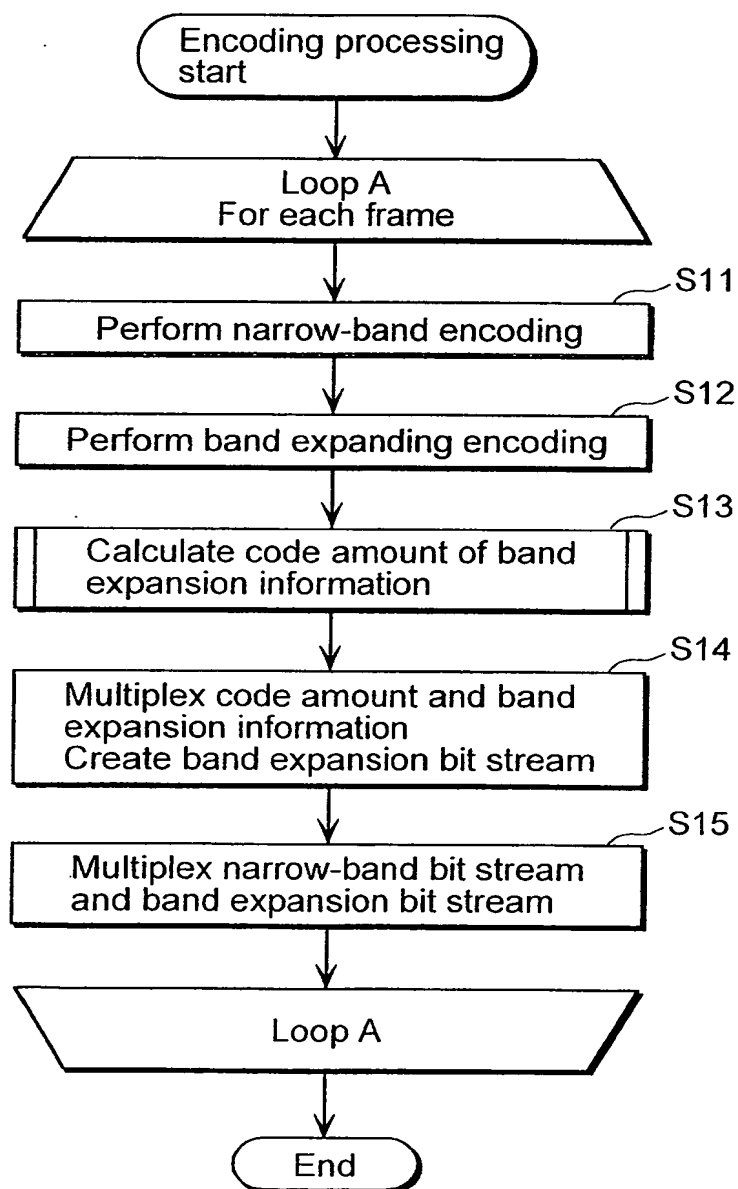 Encoding processing
start
Loop A
For each frame
S11
Perform narrow-band encoding
S12
Perform band expanding encoding
S13
Calculate code amount of band
expansion information
S14
Multiplex code amount and band
expansion information
Create band expansion bit stream
S15
Multiplex narrow-band bit stream
and band expansion bit stream
Loop A
End